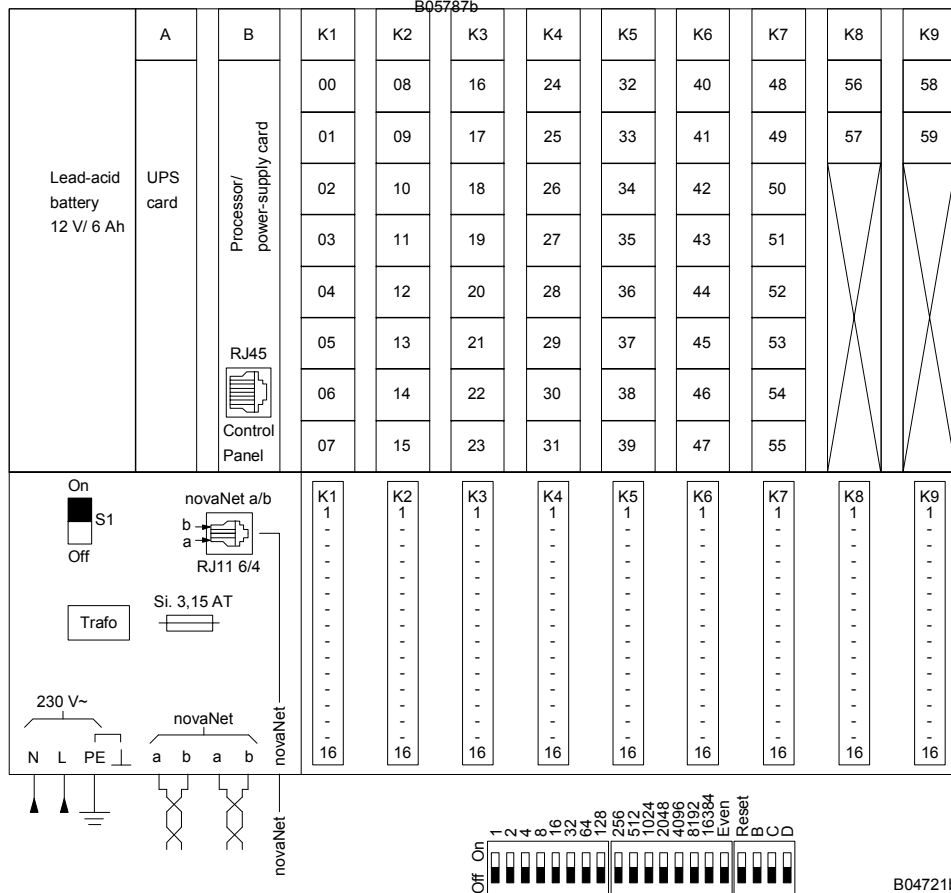 B05787b
A B K1 K2 K3 K4 K5 K6 K7 K8 K9
Lead-acid
battery
12 V/ 6 Ah
UPS
card
Processor/
power-supply card
RJ45
Control
Panel
00 08 16 24 32 40 48 56 58
01 09 17 25 33 41 49 57 59
02 10 18 26 34 42 50
03 11 19 27 35 43 51
04 12 20 28 36 44 52
05 13 21 29 37 45 53
06 14 22 30 38 46 54
07 15 23 31 39 47 55
On
S1
Off
novaNet a/b
b
a
RJ11 6/4
Trafo
Si. 3,15 AT
230 V~
N L PE
novaNet
a b a b
novaNet
novaNet
K1 K2 K3 K4 K5 K6 K7 K8 K9
1 1 1 1 1 1 1 1 1
- - - - - - - - -
- - - - - - - - -
- - - - - - - - -
- - - - - - - - -
- - - - - - - - -
- - - - - - - - -
- - - - - - - - -
- - - - - - - - -
- - - - - - - - -
- - - - - - - - -
- - - - - - - - -
- - - - - - - - -
- - - - - - - - -
- - - - - - - - -
16 16 16 16 16 16 16 16 16
Off On
1 2 4 8 16 32 64 128
256 512 1024 2048 4096 8192 16384 Even
Reset B C D